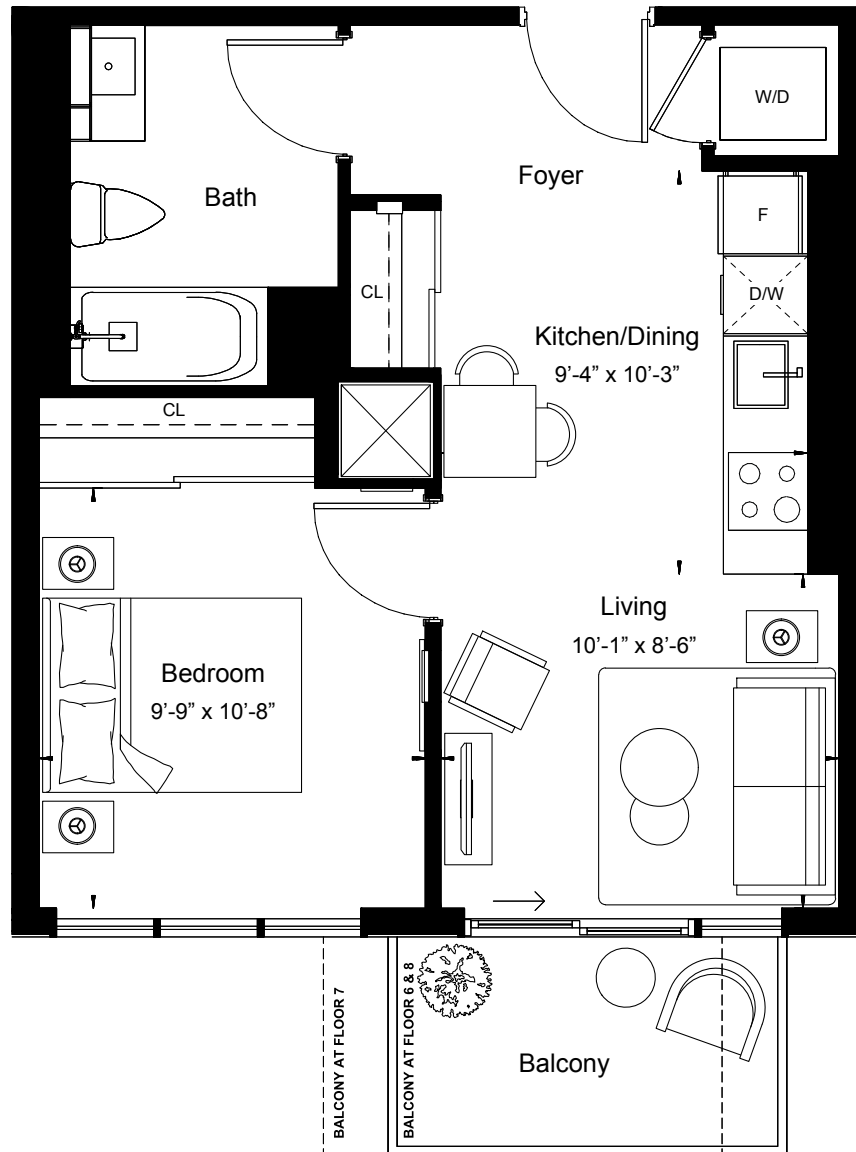 W/D
Foyer
Bath
F
CL
D/W
Kitchen/Dining
9’-4” x 10’-3”
CL
Living
10’-1” x 8’-6”
Bedroom
9’-9” x 10’-8”
BALCONY AT FLOOR 7
BALCONY AT FLOOR 6 & 8
Balcony